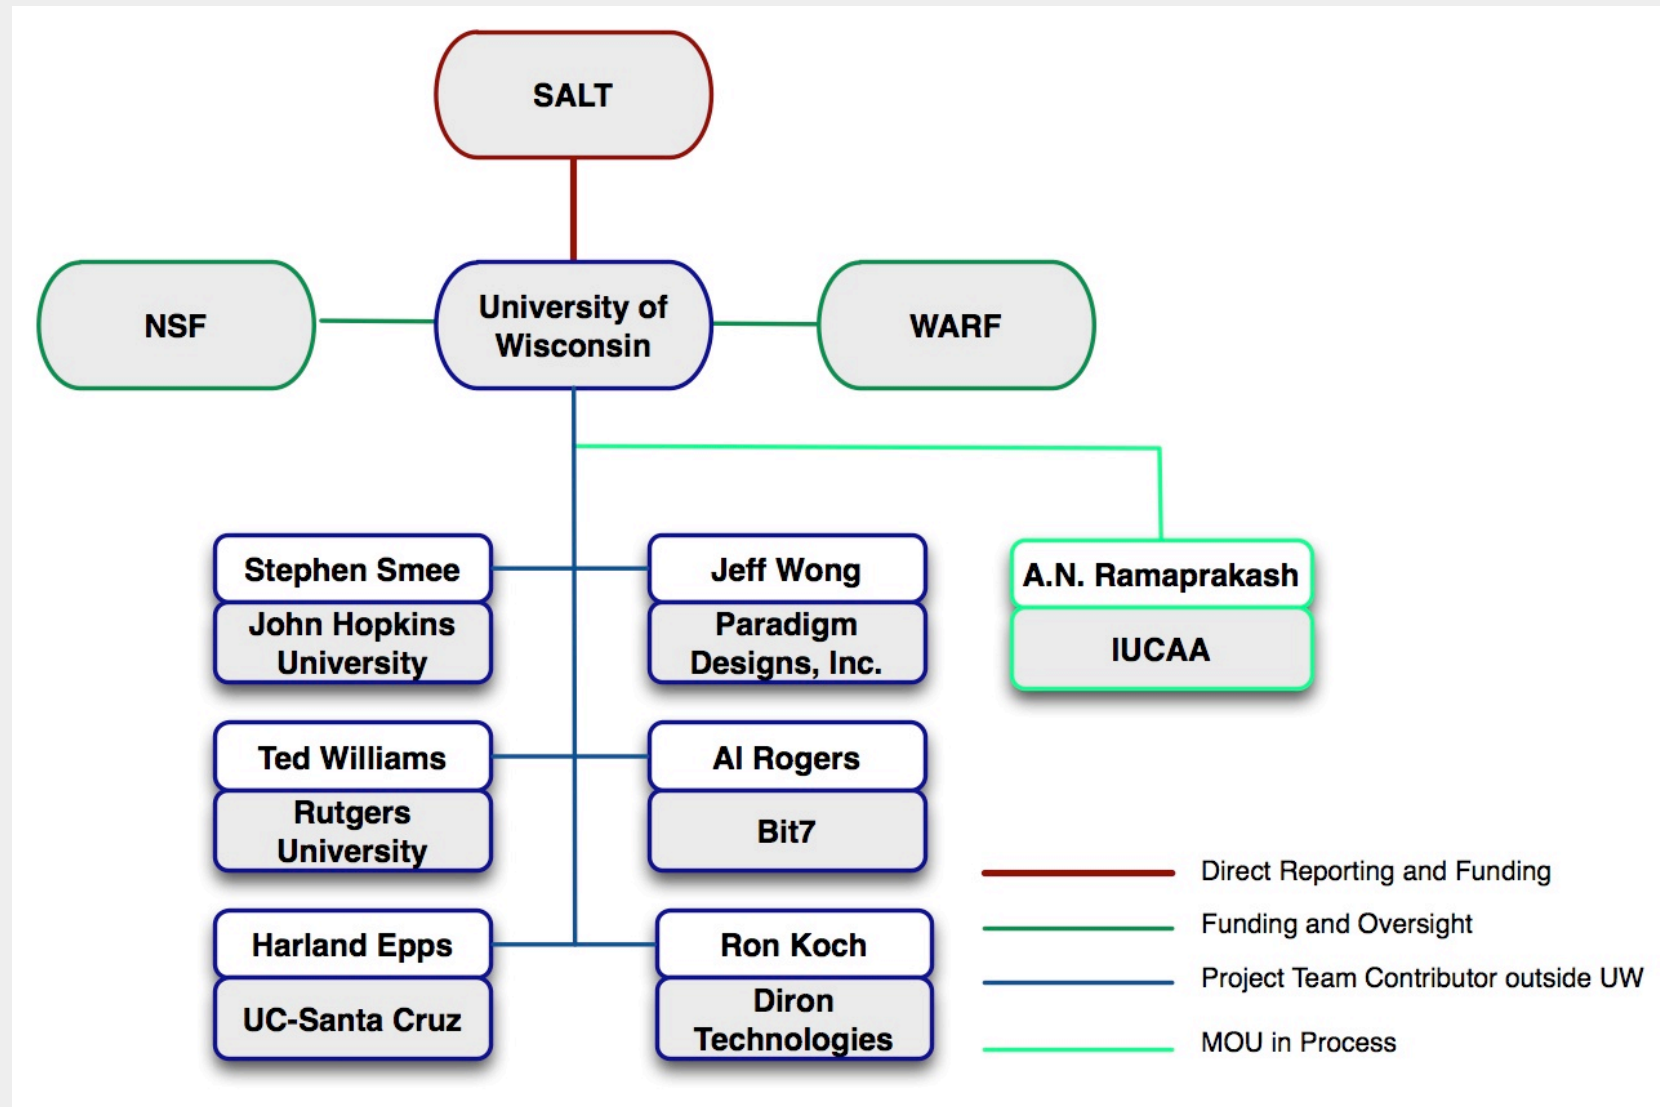 SALT
NSF
University of
Wisconsin
WARF
Stephen Smee
John Hopkins
University
Jeff Wong
Paradigm
Designs, Inc.
A.N. Ramaprakash
IUCAA
Ted Williams
Rutgers
University
Al Rogers
Bit7
Harland Epps
UC-Santa Cruz
Ron Koch
Diron
Technologies
Direct Reporting and Funding
Funding and Oversight
Project Team Contributor outside UW
MOU in Process